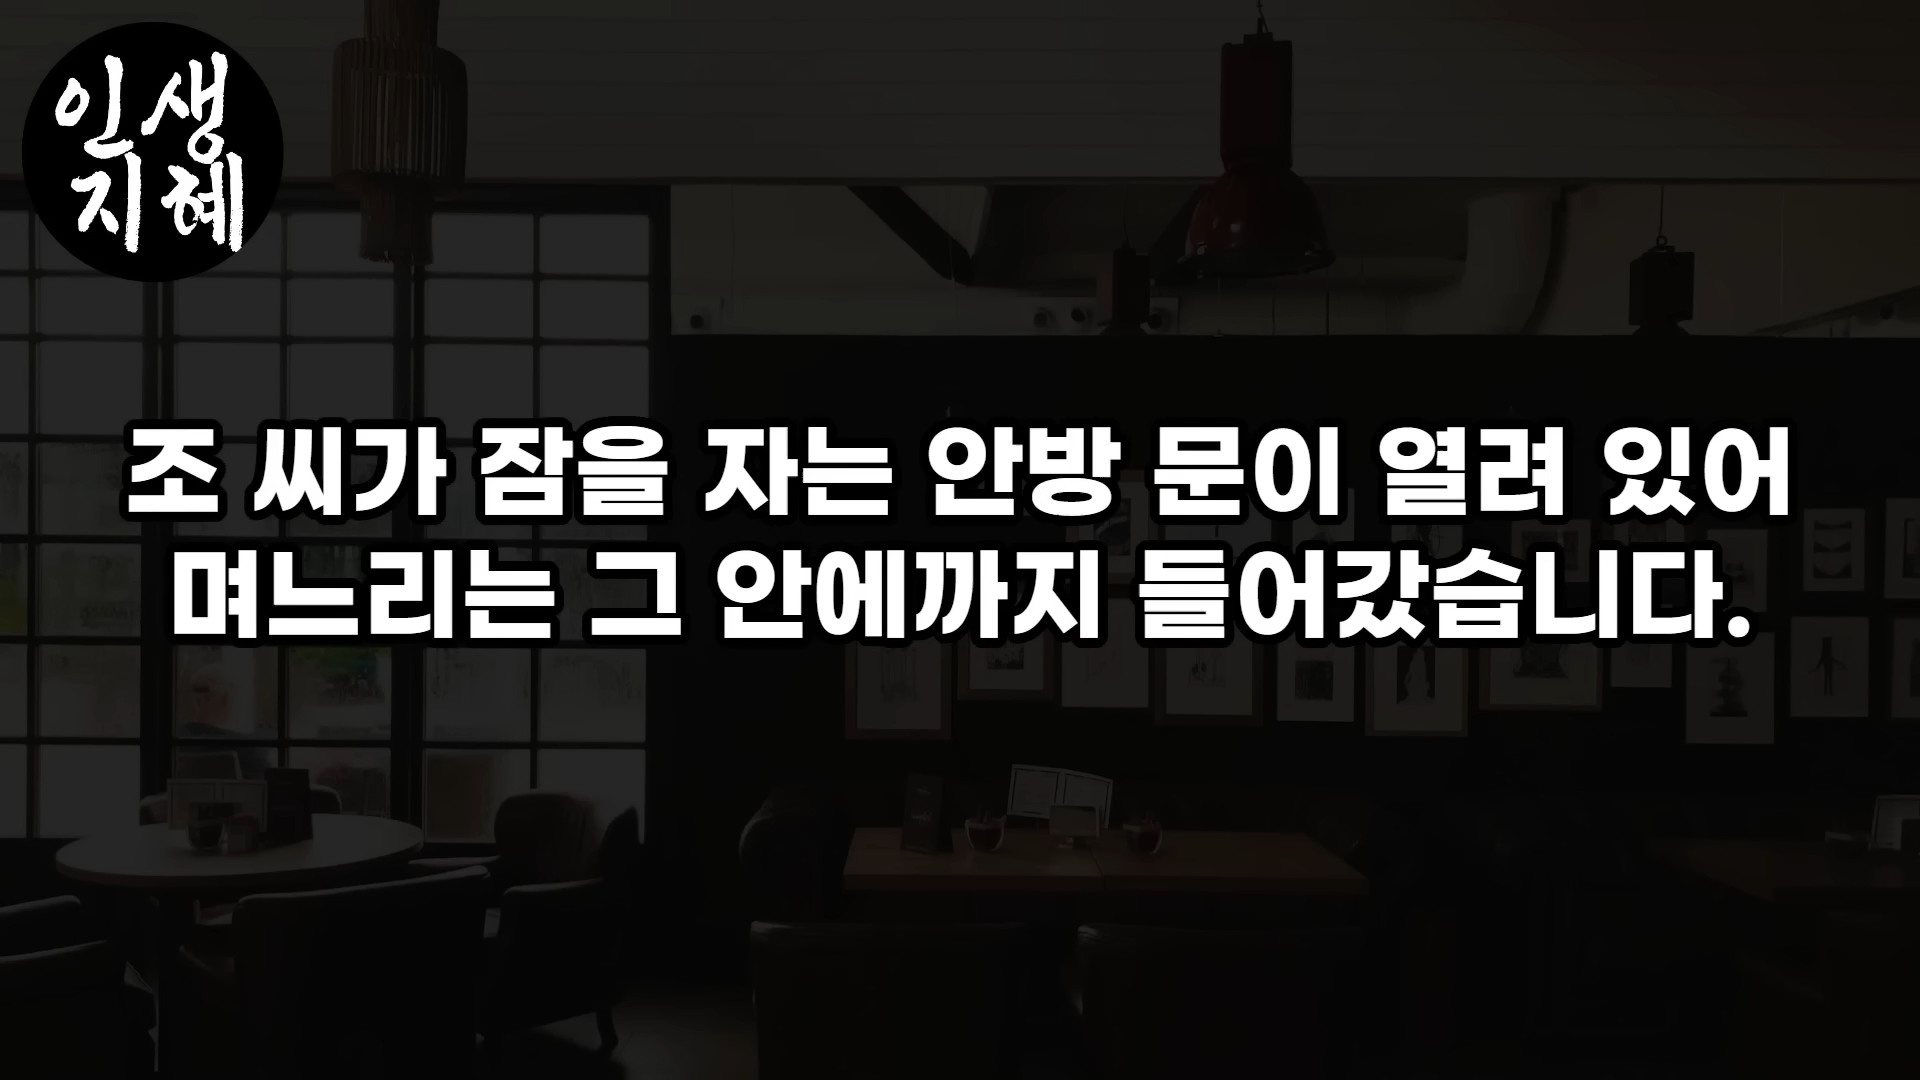 인생
지혜
조 씨가 잠을 자는 안방 문이 열려 있어
며느리는 그 안에까지 들어갔습니다.